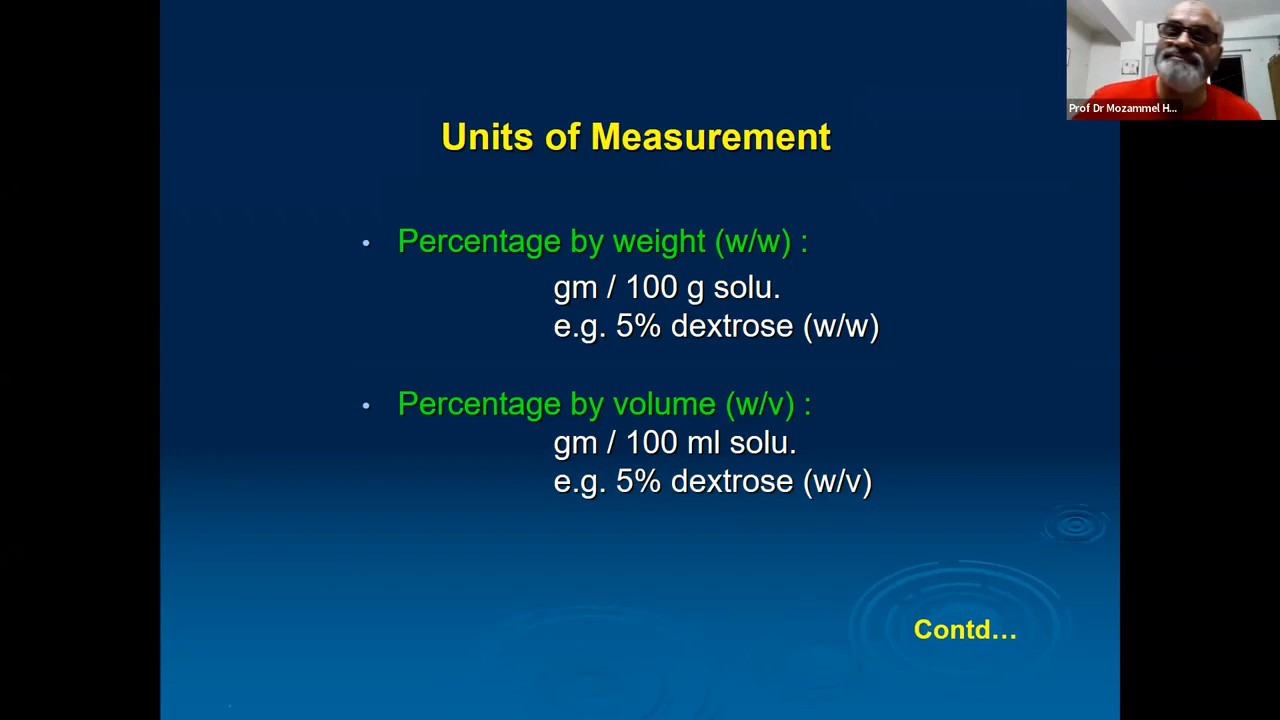 Prof Dr Mozammel H...
Units of Measurement
• Percentage by weight (w/w) :
gm / 100 g solu.
e.g. 5% dextrose (w/w)
• Percentage by volume (w/v) :
gm / 100 ml solu.
e.g. 5% dextrose (w/v)
Contd...